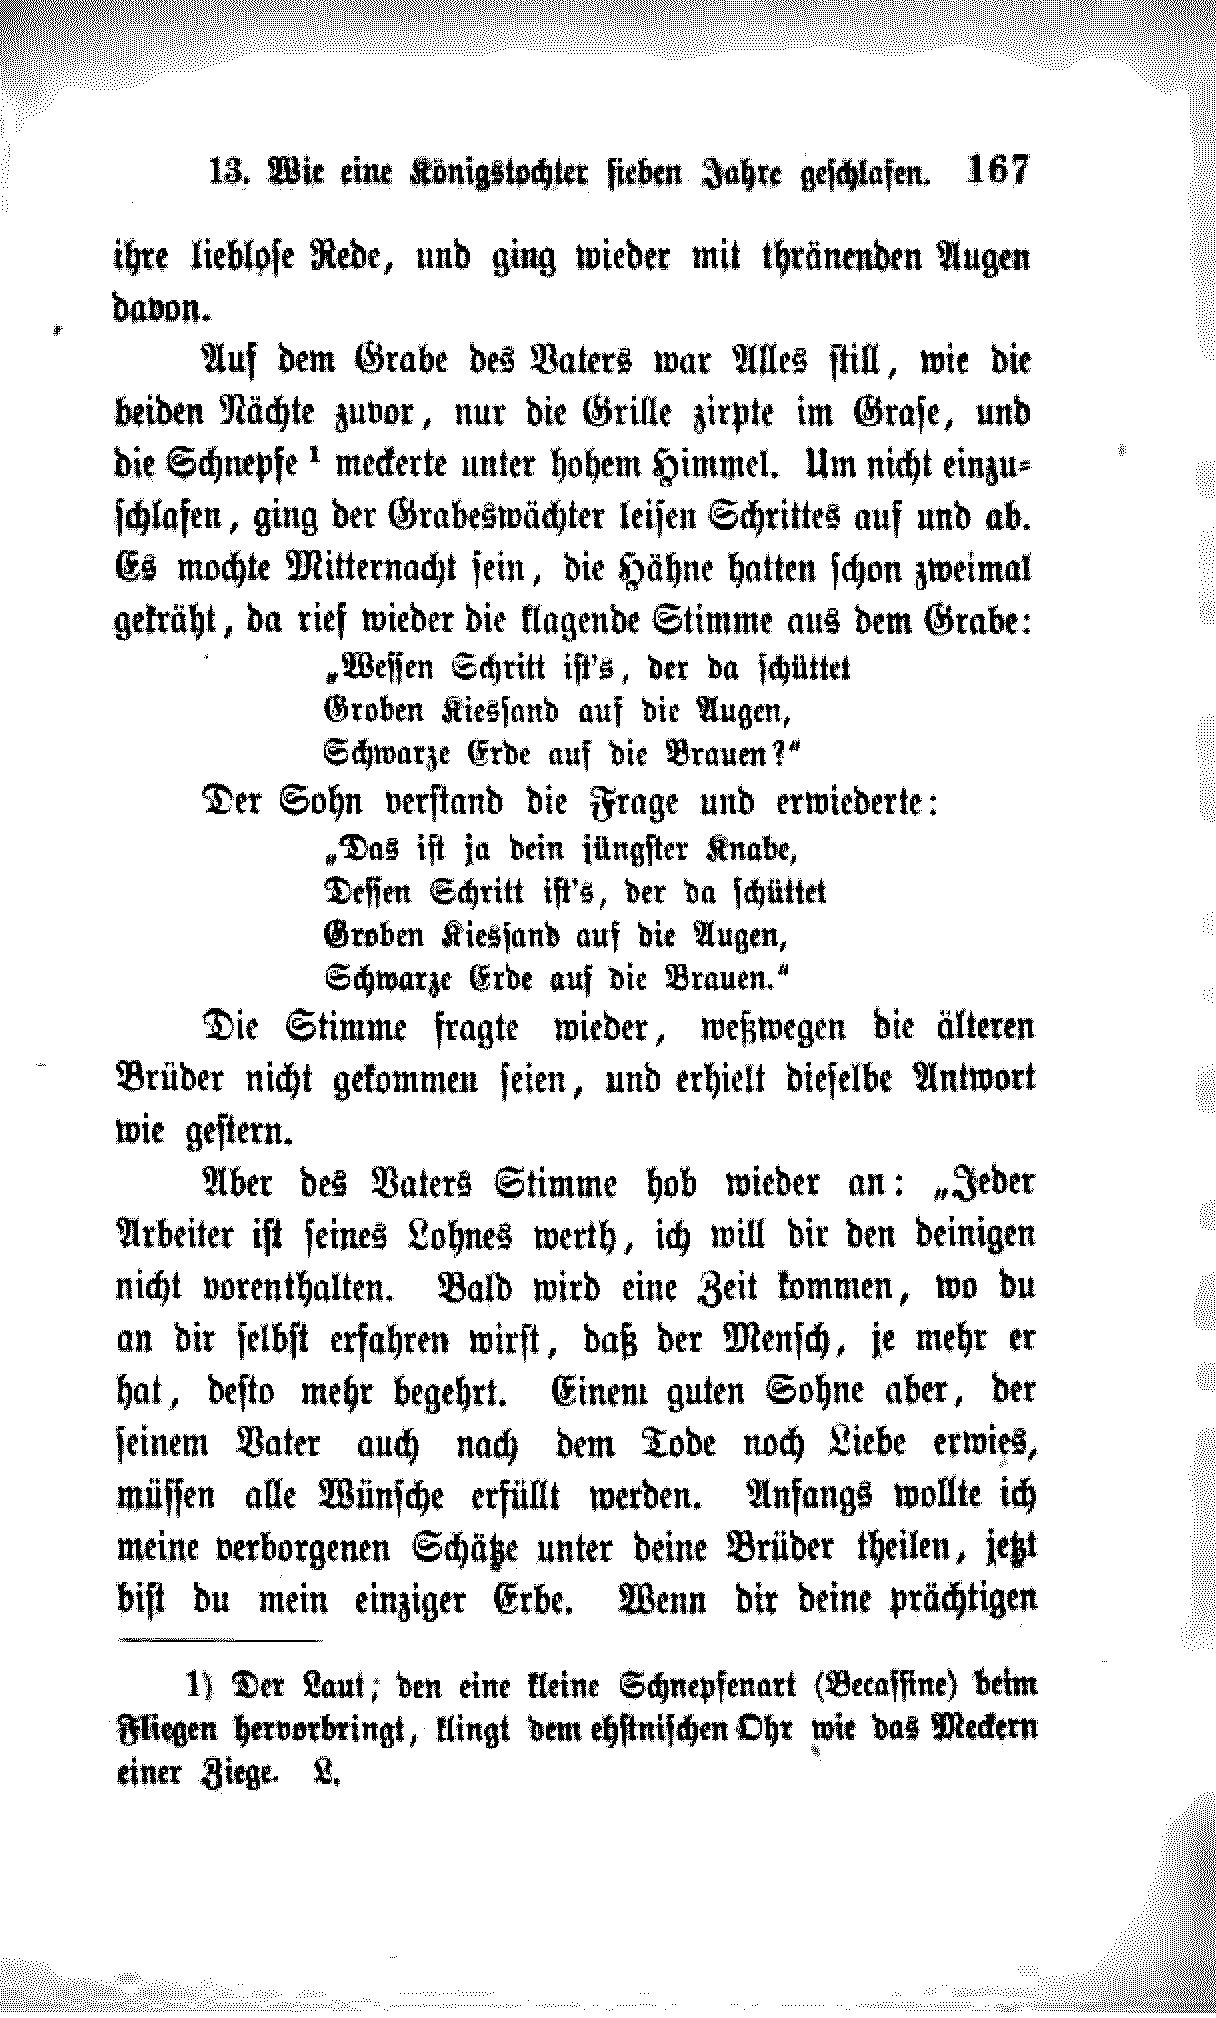 13. Wie eine Königstochter sieben Jahre geschlafen. 167
ihre lieblose Rede, und ging wieder mit thränenden Augen
davon.
Auf dem Grabe des Vaters war Alles still, wie die
beiden Nächte zuvor, nur die Grille zirpte im Grase, und
die Schnepfe ¹ meckerte unter hohem Himmel. Um nicht einzu-
schlafen, ging der Grabeswächter leisen Schrittes auf und ab.
Es mochte Mitternacht sein, die Hähne hatten schon zweimal
gekräht, da rief wieder die klagende Stimme aus dem Grabe:
„Wessen Schritt ist's, der da schüttet
Groben Kiessand auf die Augen,
Schwarze Erde auf die Brauen?“
Der Sohn verstand die Frage und erwiederte:
„Das ist ja dein jüngster Knabe,
Dessen Schritt ist's, der da schüttet
Groben Kiessand auf die Augen,
Schwarze Erde auf die Brauen.“
Die Stimme fragte wieder, weßwegen die älteren
Brüder nicht gekommen seien, und erhielt dieselbe Antwort
wie gestern.
Aber des Vaters Stimme hob wieder an: „Jeder
Arbeiter ist seines Lohnes werth, ich will dir den deinigen
nicht vorenthalten. Bald wird eine Zeit kommen, wo du
an dir selbst erfahren wirst, daß der Mensch, je mehr er
hat, desto mehr begehrt. Einem guten Sohne aber, der
seinem Vater auch nach dem Tode noch Liebe erwies,
müssen alle Wünsche erfüllt werden. Anfangs wollte ich
meine verborgenen Schätze unter deine Brüder theilen, jetzt
bist du mein einziger Erbe. Wenn dir deine prächtigen
1) Der Laut, den eine kleine Schnepfenart (Becassine) beim
Fliegen hervorbringt, klingt dem ehstnischen Ohr wie das Meckern
einer Ziege. L.